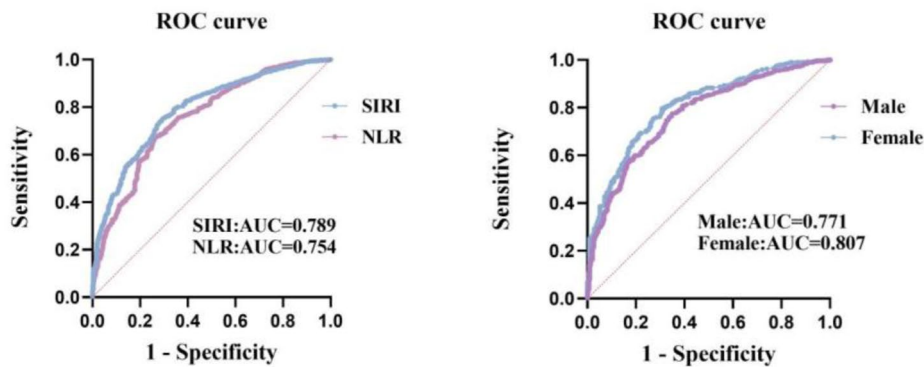 ROC curve
1.0
0.8
0.6
0.4
0.2
0.0
Sensitivity
0.0 0.2 0.4 0.6 0.8 1.0
1 - Specificity
SIRI
NLR
SIRI:AUC=0.789
NLR:AUC=0.754
ROC curve
1.0
0.8
0.6
0.4
0.2
0.0
Sensitivity
0.0 0.2 0.4 0.6 0.8 1.0
1 - Specificity
Male
Female
Male:AUC=0.771
Female:AUC=0.807